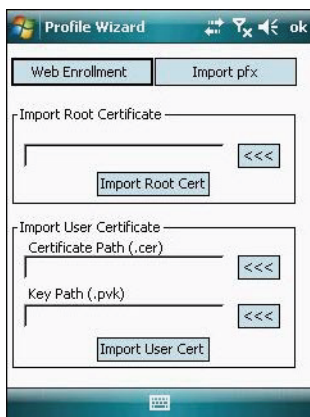 Profile Wizard ok
Web Enrollment Import pfx
Import Root Certificate
<<<
Import Root Cert
Import User Certificate
Certificate Path (.cer)
<<<
Key Path (.pvk)
<<<
Import User Cert